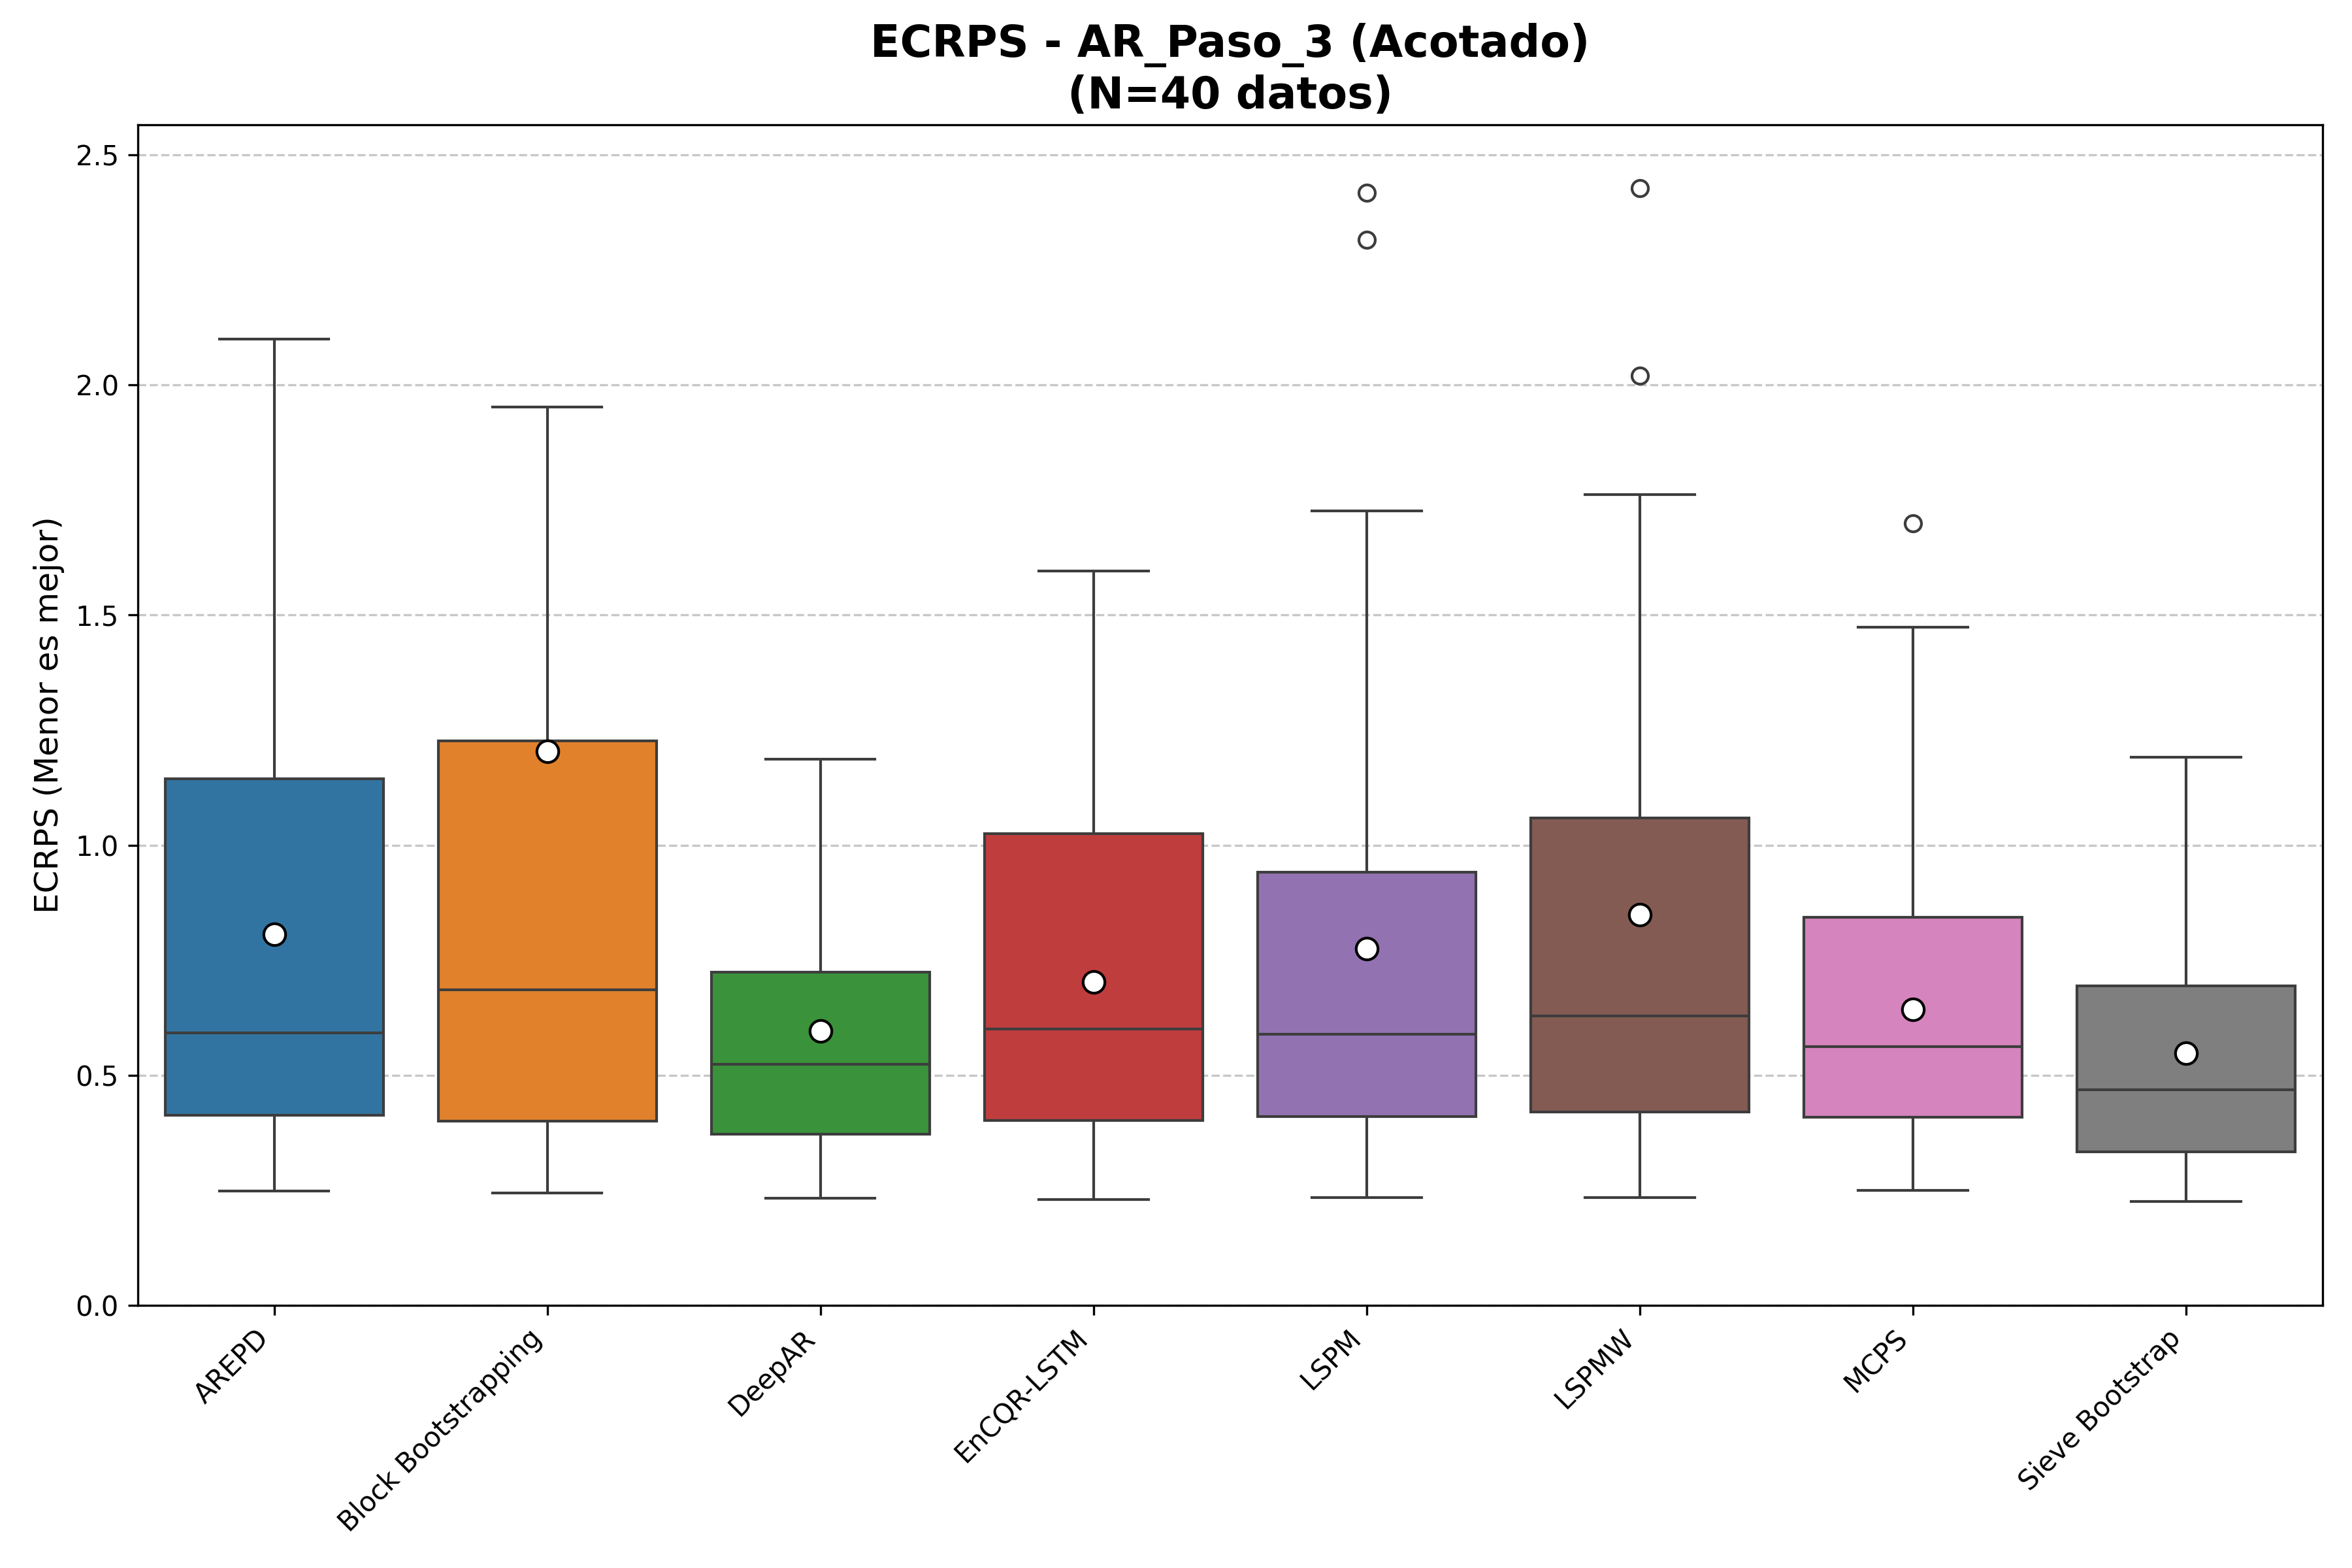 ECRPS - AR_Paso_3 (Acotado)
(N=40 datos)
ECRPS (Menor es mejor)
2.5
2.0
1.5
1.0
0.5
0.0
AREPD
Block Bootstrapping
DeepAR
EnCQR-LSTM
LSPM
LSPMW
MCPS
Sieve Bootstrap